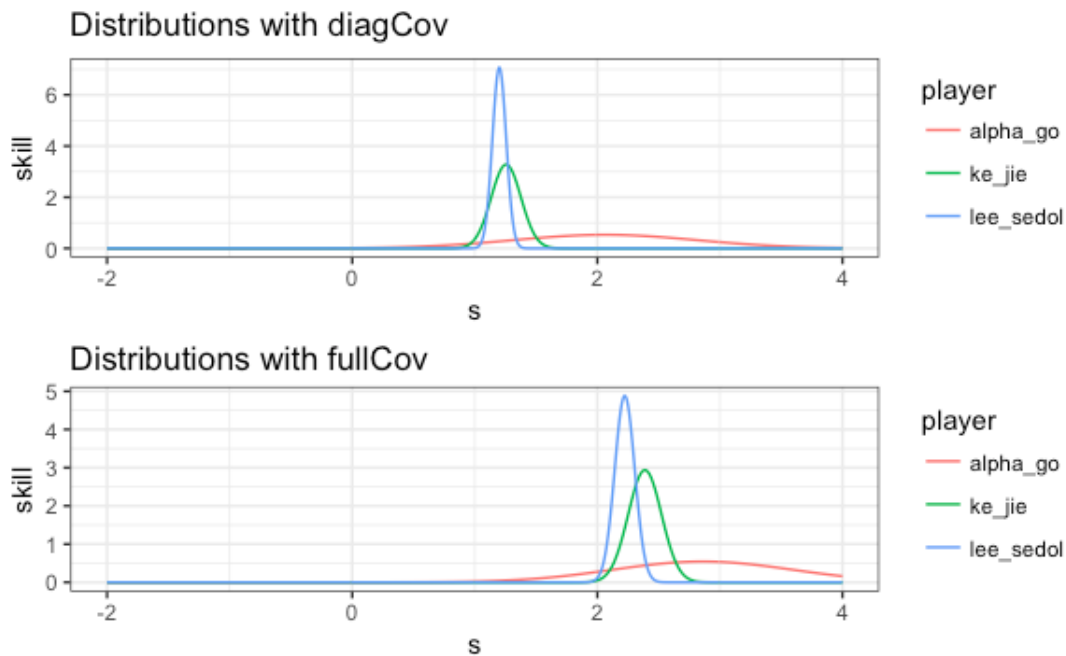 Distributions with diagCov
skill
6
4
2
0
-2 0 2 4
s
player
alpha_go
ke_jie
lee_sedol
Distributions with fullCov
skill
5
4
3
2
1
0
-2 0 2 4
s
player
alpha_go
ke_jie
lee_sedol